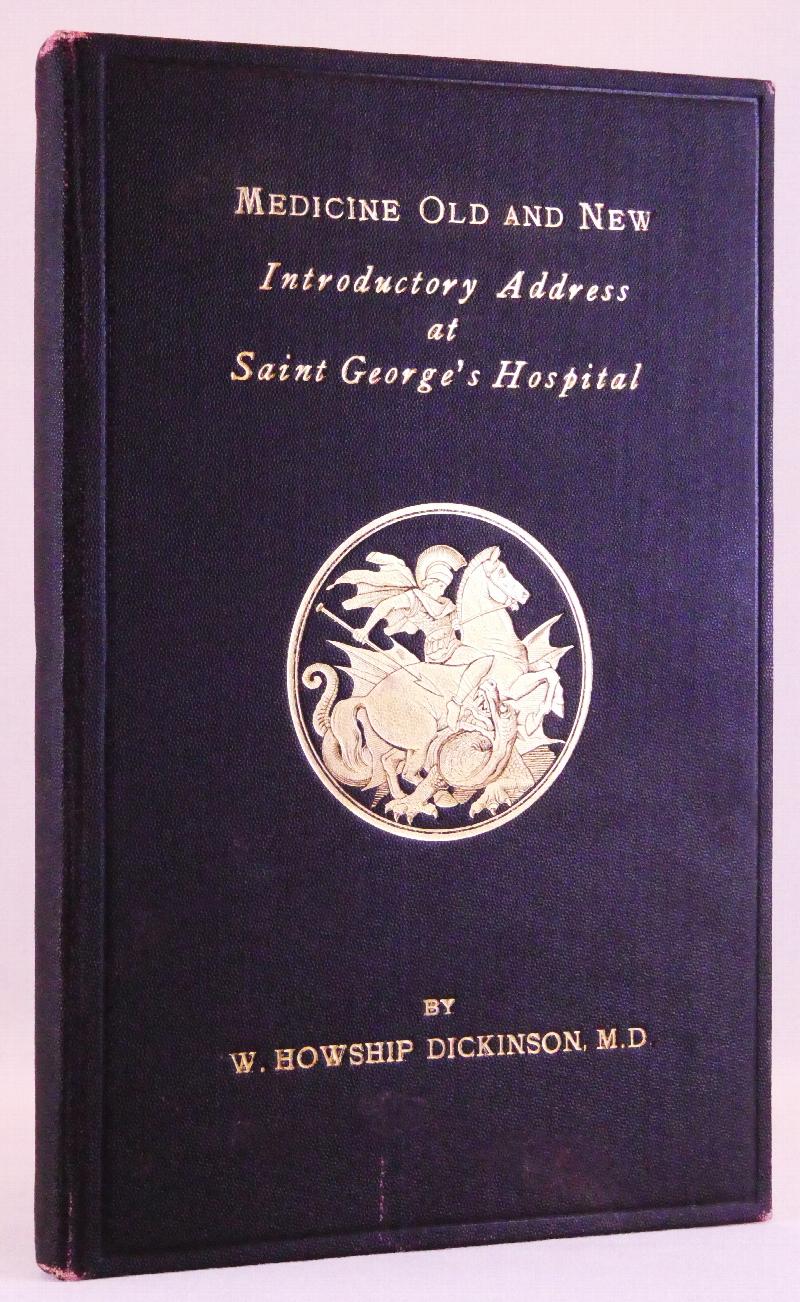 MEDICINE OLD AND NEW
Introductory Address
at
Saint George's Hospital
BY
W. HOWSHIP DICKINSON, M.D.